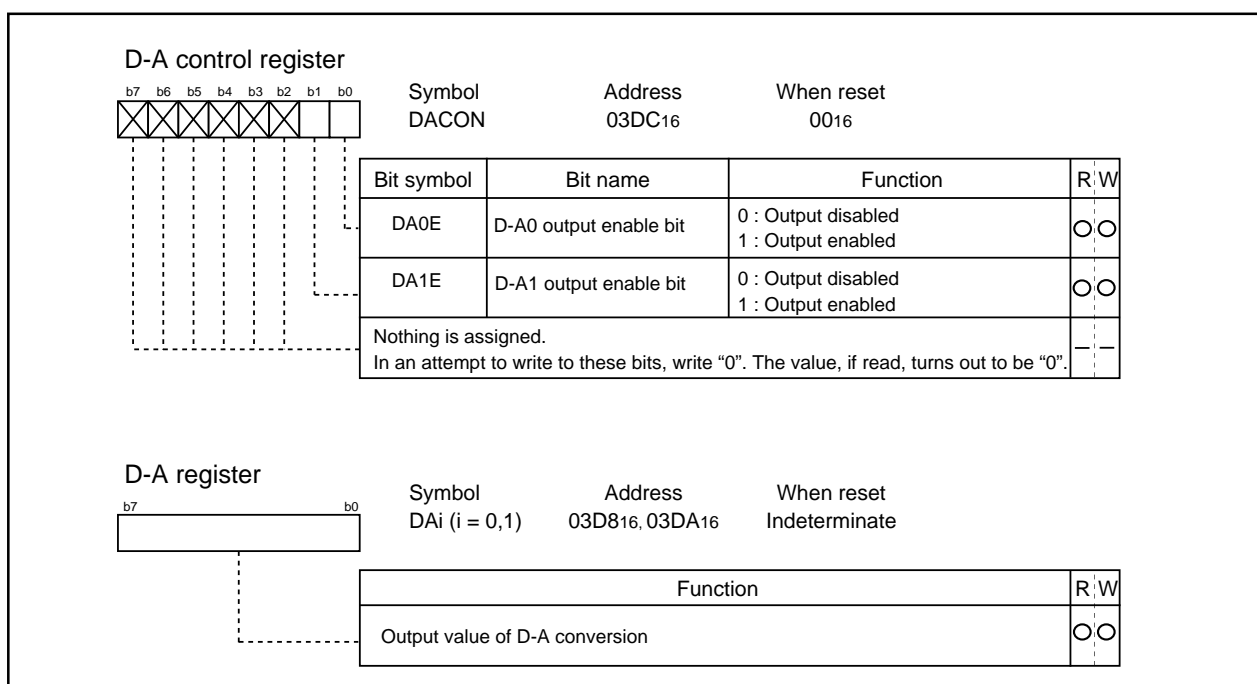 D-A control register
b7 b6 b5 b4 b3 b2 b1 b0
Symbol Address When reset
DACON 03DC16 0016
Bit symbol Bit name Function R W
DA0E D-A0 output enable bit 0 : Output disabled
1 : Output enabled
DA1E D-A1 output enable bit 0 : Output disabled
1 : Output enabled
Nothing is assigned.
In an attempt to write to these bits, write “0”. The value, if read, turns out to be “0”.
D-A register
b7 b0
Symbol Address When reset
DAi (i = 0,1) 03D816, 03DA16 Indeterminate
Function R W
Output value of D-A conversion